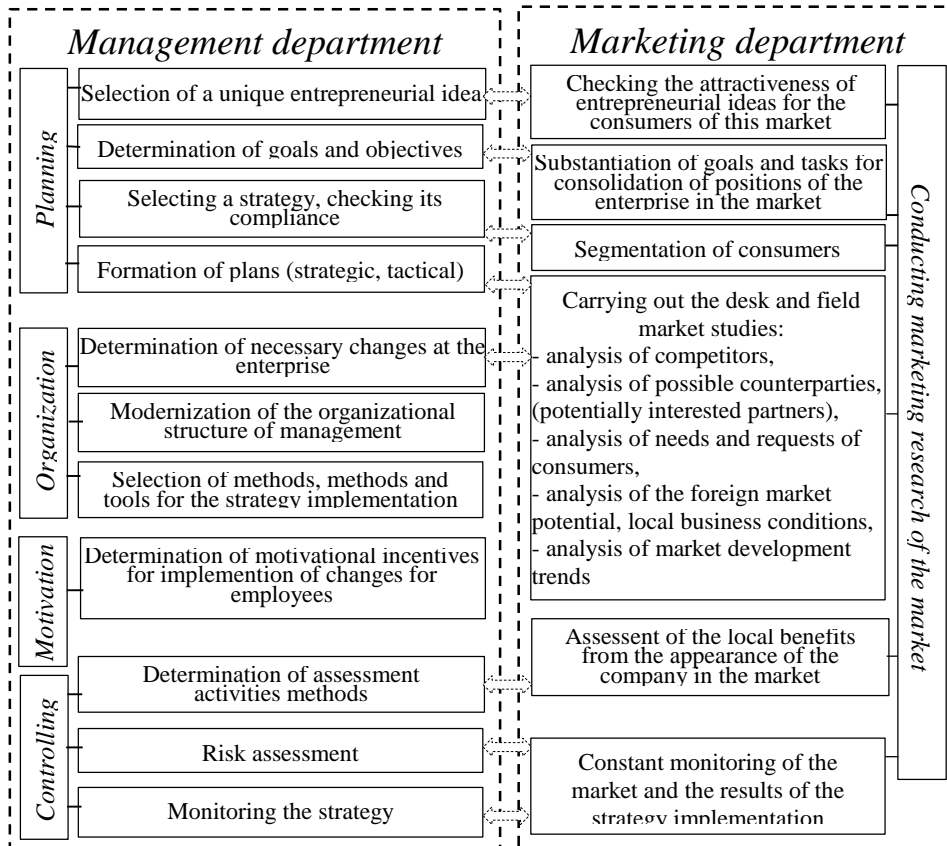 Management department
Planning
Selection of a unique entrepreneurial idea
Determination of goals and objectives
Selecting a strategy, checking its
compliance
Formation of plans (strategic, tactical)
Organization
Determination of necessary changes at the
enterprise
Modernization of the organizational
structure of management
Selection of methods, methods and
tools for the strategy implementation
Motivation
Determination of motivational incentives
for implemention of changes for
employees
Controlling
Determination of assessment
activities methods
Risk assessment
Monitoring the strategy
Marketing department
Checking the attractiveness of
entrepreneurial ideas for the
consumers of this market
Substantiation of goals and tasks for
consolidation of positions of the
enterprise in the market
Segmentation of consumers
Carrying out the desk and field
market studies:
- analysis of competitors,
- analysis of possible counterparties,
(potentially interested partners),
- analysis of needs and requests of
consumers,
- analysis of the foreign market
potential, local business conditions,
- analysis of market development
trends
Assessent of the local benefits
from the appearance of the
company in the market
Constant monitoring of the
market and the results of the
strategy implementation
Conducting marketing research of the
market